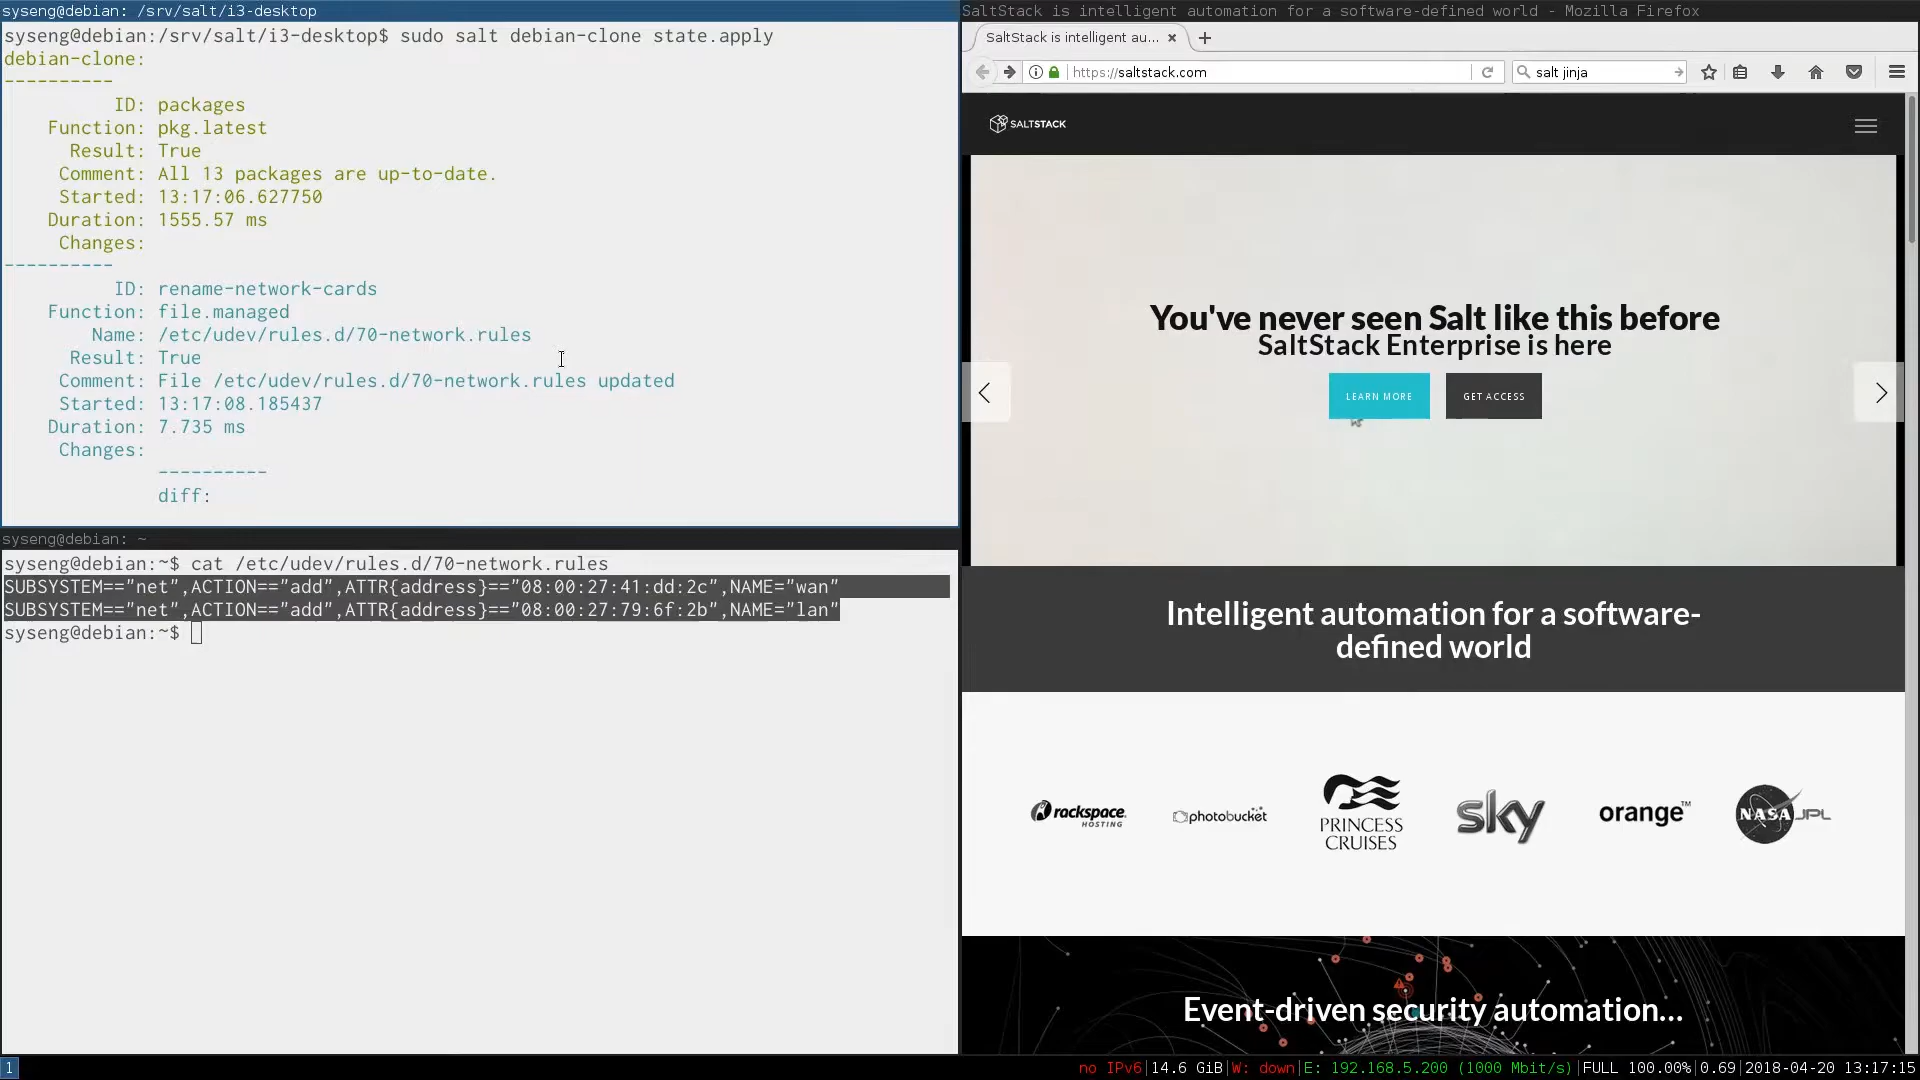 syseng@debian: /srv/salt/i3-desktop
syseng@debian:/srv/salt/i3-desktop$ sudo salt debian-clone state.apply
debian-clone:
----------
ID: packages
Function: pkg.latest
Result: True
Comment: All 13 packages are up-to-date.
Started: 13:17:06.627750
Duration: 1555.57 ms
Changes:
----------
ID: rename-network-cards
Function: file.managed
Name: /etc/udev/rules.d/70-network.rules
Result: True
Comment: File /etc/udev/rules.d/70-network.rules updated
Started: 13:17:08.185437
Duration: 7.735 ms
Changes:
----------
diff:
syseng@debian: ~
syseng@debian:~$ cat /etc/udev/rules.d/70-network.rules
SUBSYSTEM=="net",ACTION=="add",ATTR{address}=="08:00:27:41:dd:2c",NAME="wan"
SUBSYSTEM=="net",ACTION=="add",ATTR{address}=="08:00:27:79:6f:2b",NAME="lan"
syseng@debian:~$
SaltStack is intelligent automation for a software-defined world - Mozilla Firefox
SaltStack is intelligent au...
https://saltstack.com
salt jinja
SALTSTACK
You've never seen Salt like this before
SaltStack Enterprise is here
LEARN MORE
GET ACCESS
Intelligent automation for a software-
defined world
rackspace
HOSTING
photobucket
PRINCESS
CRUISES
sky
orange™
NASA JPL
Event-driven security automation...
1
no IPv6|14.6 GiB|W: down|E: 192.168.5.200 (1000 Mbit/s)|FULL 100.00%|0.69|2018-04-20 13:17:15